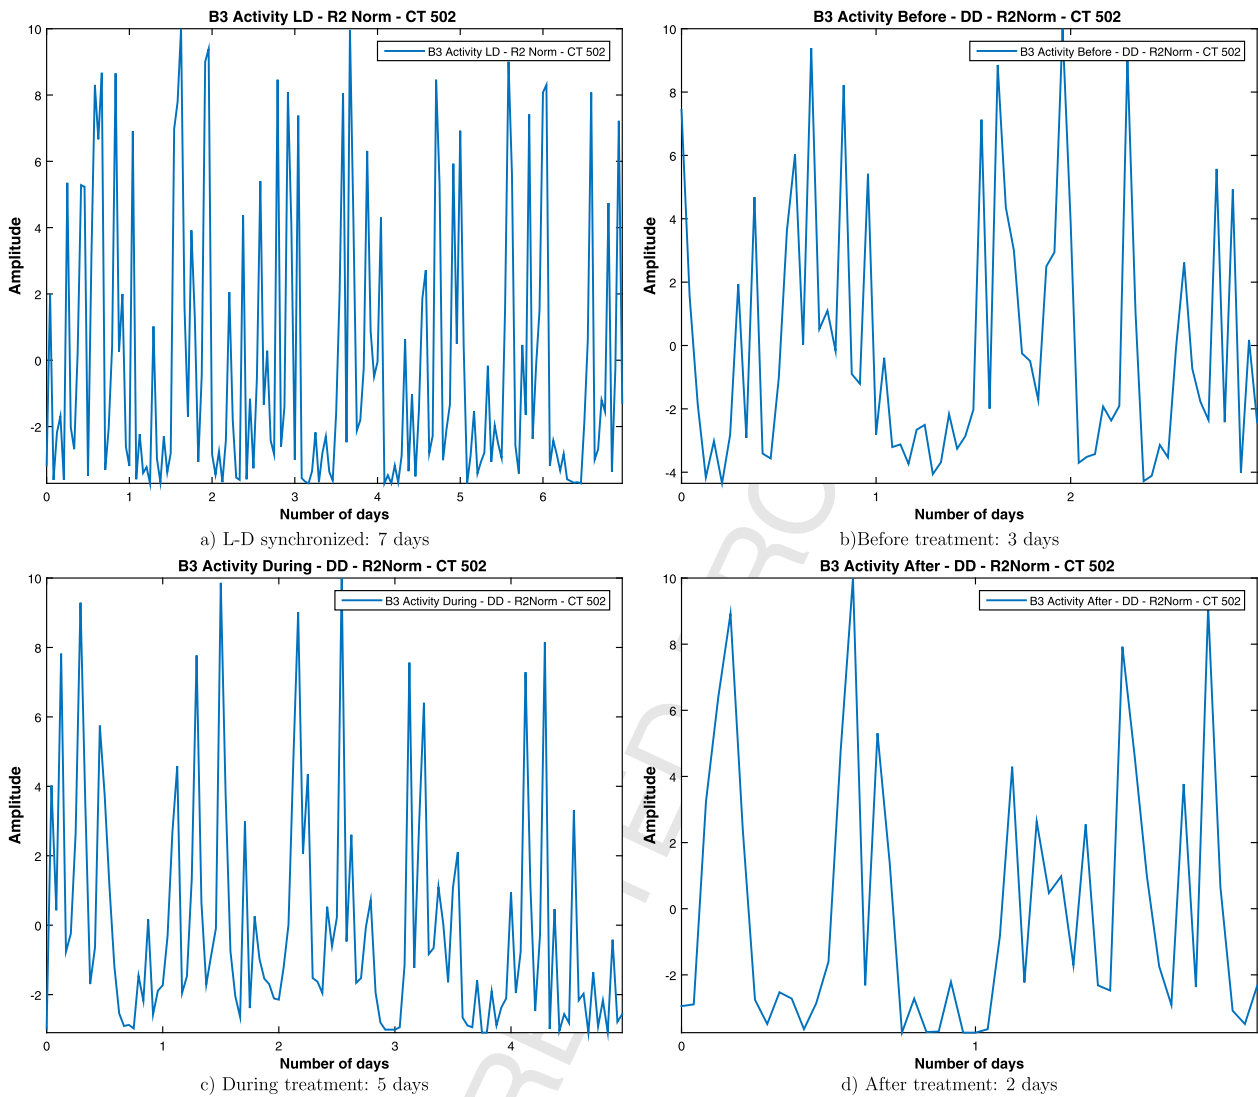 B3 Activity LD - R2 Norm - CT 502
B3 Activity LD - R2 Norm - CT 502
Amplitude
10
8
6
4
2
0
-2
0 1 2 3 4 5 6
Number of days
a) L-D synchronized: 7 days
B3 Activity Before - DD - R2Norm - CT 502
B3 Activity Before - DD - R2Norm - CT 502
Amplitude
10
8
6
4
2
0
-2
-4
0 1 2
Number of days
b)Before treatment: 3 days
B3 Activity During - DD - R2Norm - CT 502
B3 Activity During - DD - R2Norm - CT 502
Amplitude
10
8
6
4
2
0
-2
0 1 2 3 4
Number of days
c) During treatment: 5 days
B3 Activity After - DD - R2Norm - CT 502
B3 Activity After - DD - R2Norm - CT 502
Amplitude
10
8
6
4
2
0
-2
0 1
Number of days
d) After treatment: 2 days